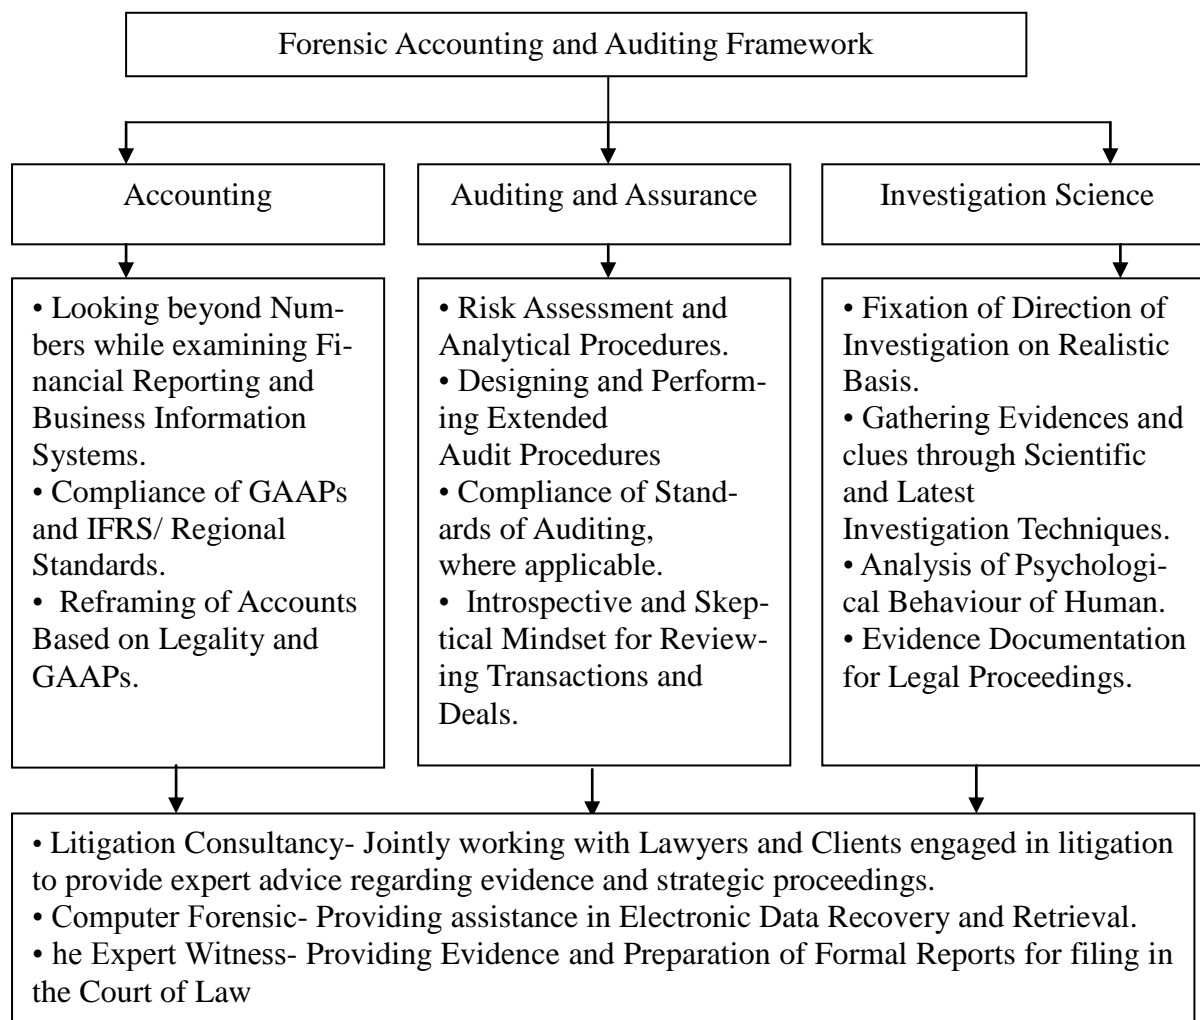 Forensic Accounting and Auditing Framework
Accounting
Auditing and Assurance
Investigation Science
• Looking beyond Num-
bers while examining Fi-
nancial Reporting and
Business Information
Systems.
• Compliance of GAAPs
and IFRS/ Regional
Standards.
• Reframing of Accounts
Based on Legality and
GAAPs.
• Risk Assessment and
Analytical Procedures.
• Designing and Perform-
ing Extended
Audit Procedures
• Compliance of Stand-
ards of Auditing,
where applicable.
• Introspective and Skep-
tical Mindset for Review-
ing Transactions and
Deals.
• Fixation of Direction of
Investigation on Realistic
Basis.
• Gathering Evidences and
clues through Scientific
and Latest
Investigation Techniques.
• Analysis of Psychologi-
cal Behaviour of Human.
• Evidence Documentation
for Legal Proceedings.
• Litigation Consultancy- Jointly working with Lawyers and Clients engaged in litigation
to provide expert advice regarding evidence and strategic proceedings.
• Computer Forensic- Providing assistance in Electronic Data Recovery and Retrieval.
• he Expert Witness- Providing Evidence and Preparation of Formal Reports for filing in
the Court of Law